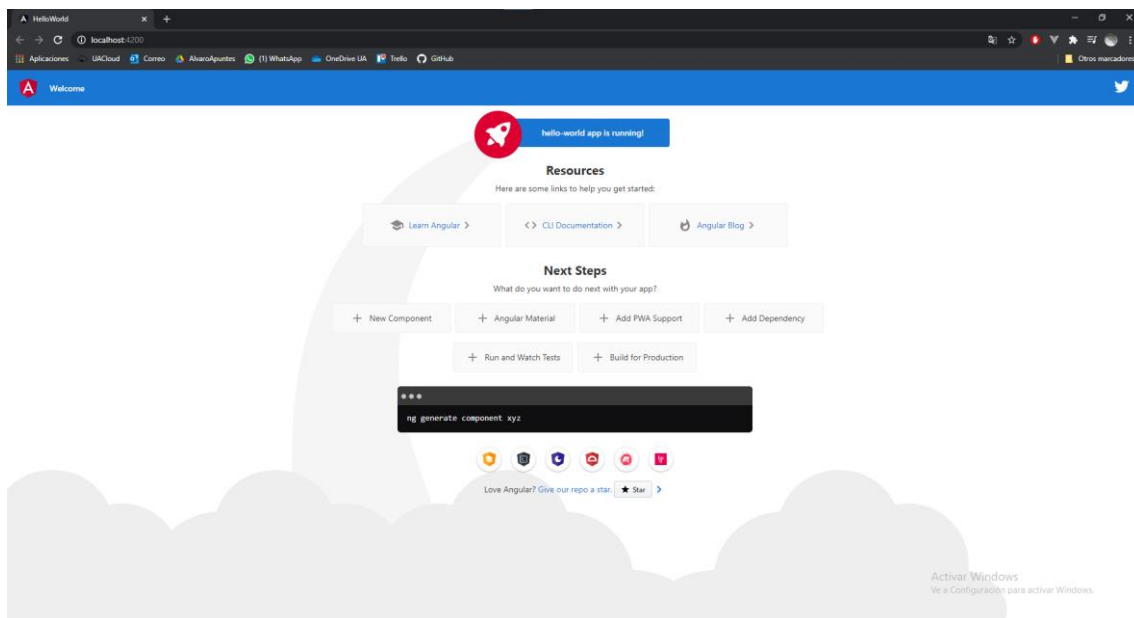 HelloWorld
localhost:4200
Aplicaciones UACloud Correo AlvaroApuntes (1) WhatsApp OneDrive UA Trello GitHub Otros marcadores
Welcome
hello-world app is running!
Resources
Here are some links to help you get started:
Learn Angular CLI Documentation Angular Blog
Next Steps
What do you want to do next with your app?
New Component Angular Material Add PWA Support Add Dependency
Run and Watch Tests Build for Production
ng generate component xyz
Love Angular? Give our repo a star. Star
Activar Windows
Ve a Configuración para activar Windows.